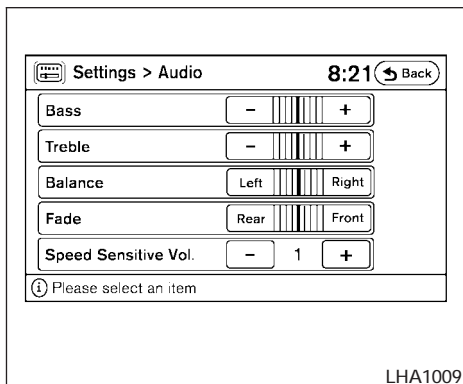 Settings > Audio 8:21 Back
Bass - +
Treble - +
Balance Left Right
Fade Rear Front
Speed Sensitive Vol. - 1 +
i Please select an item
LHA1009